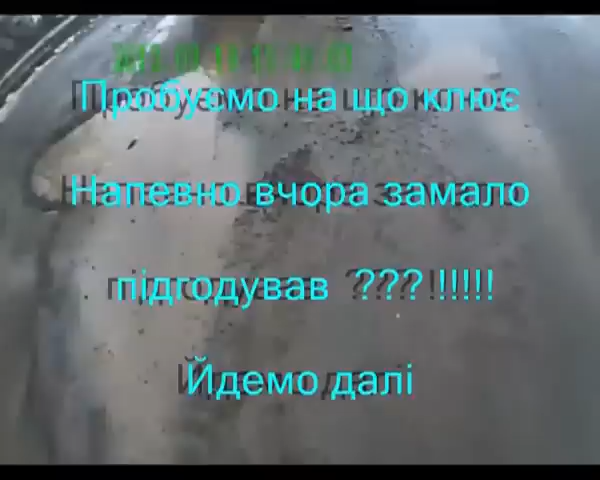 Пробуємо на що клює
Напевно вчора замало
підгодував ??? !!!!!
Йдемо далі